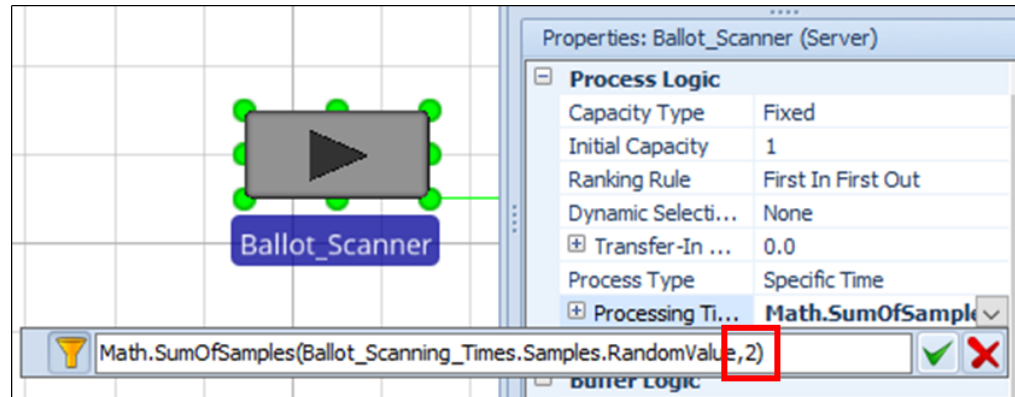 Properties: Ballot_Scanner (Server)
Process Logic
Capacity Type Fixed
Initial Capacity 1
Ranking Rule First In First Out
Dynamic Selecti... None
Ballot_Scanner
Transfer-In ... 0.0
Process Type Specific Time
Processing Ti... Math.SumOfSample
Math.SumOfSamples(Ballot_Scanning_Times.Samples.RandomValue,2)
Buffer Logic